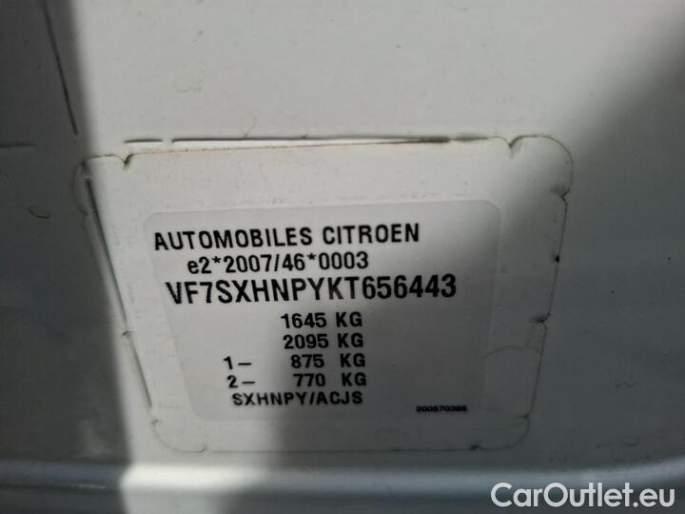 AUTOMOBILES CITROEN
e2*2007/46*0003
VF7SXHNPYKT656443
1645 KG
2095 KG
1– 875 KG
2– 770 KG
SXHNPY/ACJS
CarOutlet.eu